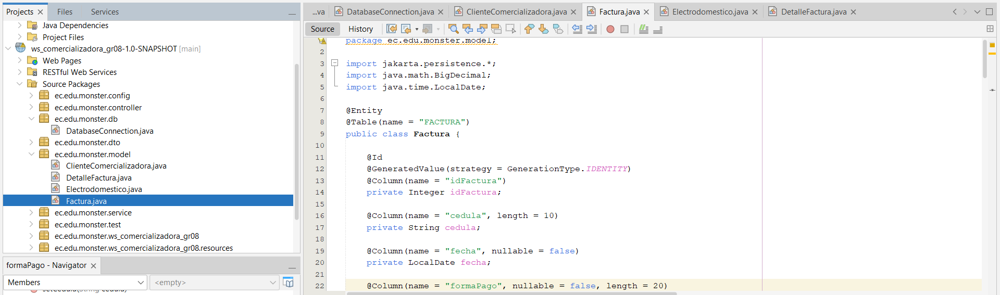 Projects
Files
Services
Java Dependencies
Project Files
ws_comercializadora_gr08-1.0-SNAPSHOT [main]
Web Pages
RESTful Web Services
Source Packages
ec.edu.monster.config
ec.edu.monster.controller
ec.edu.monster.db
DatabaseConnection.java
ec.edu.monster.dto
ec.edu.monster.model
ClienteComercializadora.java
DetalleFactura.java
Electrodomestico.java
Factura.java
ec.edu.monster.service
ec.edu.monster.test
ec.edu.monster.ws_comercializadora_gr08
ec.edu.monster.ws_comercializadora_gr08.resources
formaPago - Navigator
Members
<empty>
setCedula(String cedula)
...va
DatabaseConnection.java
ClienteComercializadora.java
Factura.java
Electrodomestico.java
DetalleFactura.java
Source
History
package ec.edu.monster.model;
2
3 import jakarta.persistence.*;
4 import java.math.BigDecimal;
5 import java.time.LocalDate;
6
7 @Entity
8 @Table(name = "FACTURA")
9 public class Factura {
10
11 @Id
12 @GeneratedValue(strategy = GenerationType.IDENTITY)
13 @Column(name = "idFactura")
14 private Integer idFactura;
15
16 @Column(name = "cedula", length = 10)
17 private String cedula;
18
19 @Column(name = "fecha", nullable = false)
20 private LocalDate fecha;
21
22 @Column(name = "formaPago", nullable = false, length = 20)